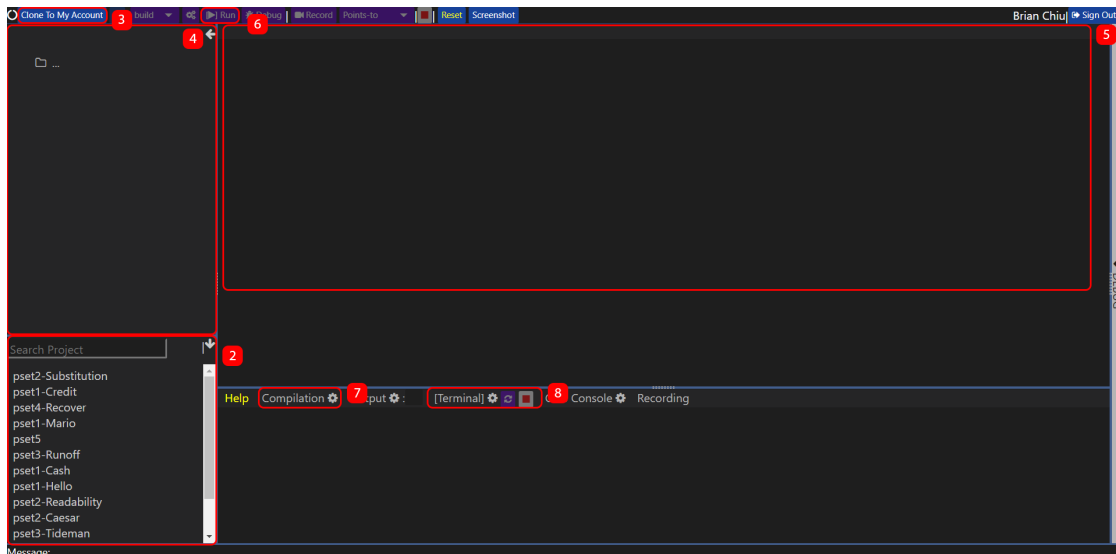 Clone To My Account 3 build Run Debug Record Points-to Reset Screenshot Brian Chiu Sign Out
4 6 5
...
Search Project
2
pset2-Substitution
pset1-Credit
pset4-Recover
pset1-Mario
pset5
pset3-Runoff
pset1-Cash
pset1-Hello
pset2-Readability
pset2-Caesar
pset3-Tideman
Help Compilation 7 :  [Terminal] 8 Console Recording
Message: